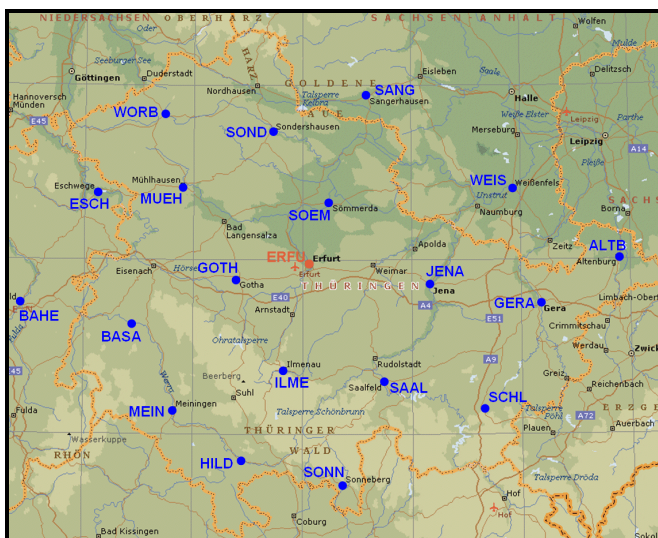 NIEDERSACHSEN
OBERHARZ
SACHSEN-ANHALT
Wolfen
Oder
Mulde
Seeburger See
Göttingen
Duderstadt
HARZ
Eisleben
Saale
Delitzsch
Nordhausen
GOLDENE
SANG
Halle
Hannoversch
Münden
Talsperre
Kelbra
Sangerhausen
AUE
WORB
Weiße Elster
Leipzig
Parthe
E45
SOND
Sondershausen
Merseburg
Leipzig
A14
Pleiße
Mühlhausen
WEIS
Weißenfels
Eschwege
MUEH
Unstrut
ESCH
SOEM
Sömmerda
Naumburg
Borna
SACHS
Bad
Langensalza
Apolda
Zeitz
ALTB
ERFU
Erfurt
Altenburg
Eisenach
Hörse
GOTH
Erfurt
Weimar
JENA
Gotha
THÜRINGEN
Jena
E40
A4
GERA
Gera
Limbach-Oberf
BAHE
Arnstadt
E51
Crimmitschau
Fulda
BASA
Ohratalsperre
Werdau
Zwick
Ilmenau
Rudolstadt
A9
45
Werra
Beerberg
ILME
Saalfeld
SAAL
Greiz
Reichenbach
Suhl
SCHL
MEIN
Meiningen
Talsperre Schönbrunn
Talsperre
Pöhl
A72
ERZGE
Fulda
THÜRINGER
Plauen
Auerbach
Wasserkuppe
WALD
RHÖN
HILD
SONN
Sonneberg
Talsperre Dröda
Hof
Hof
Coburg
Bad Kissingen
Sokol